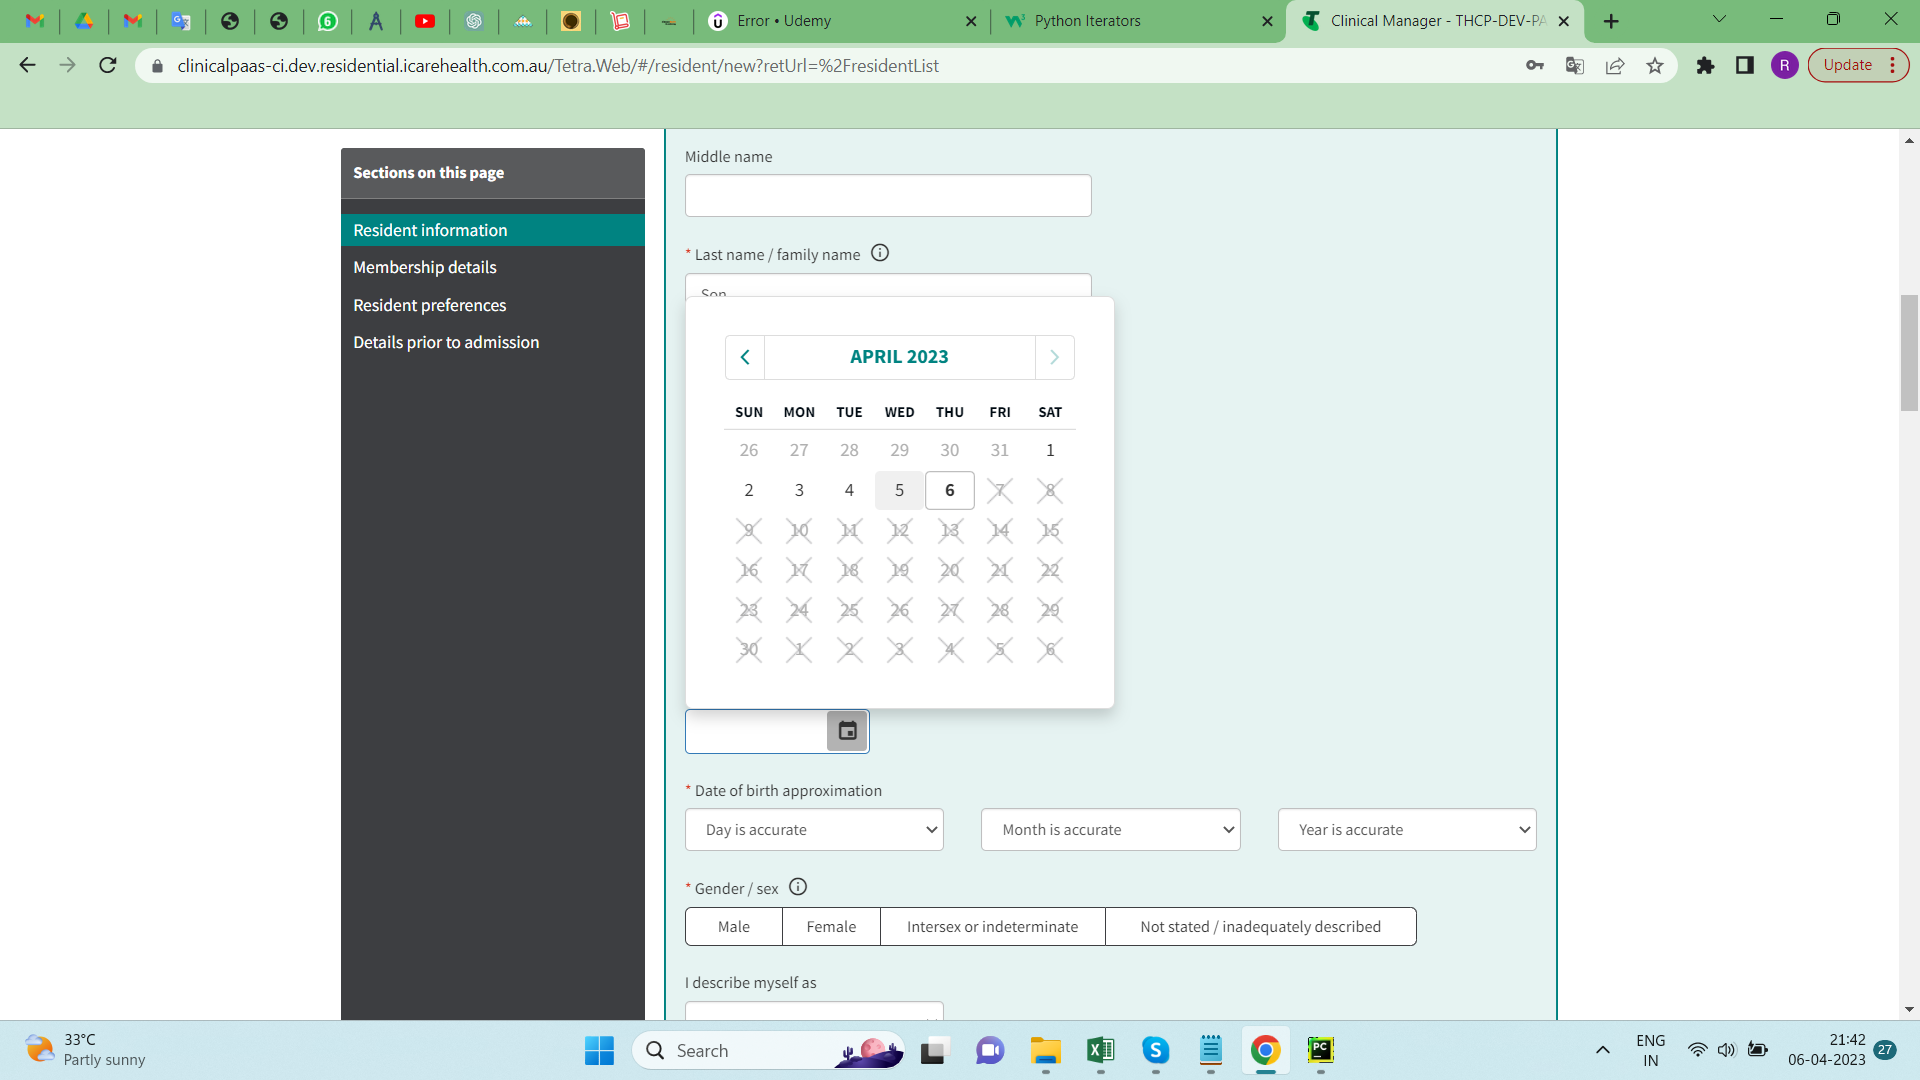 Error • Udemy
Python Iterators
Clinical Manager - THCP-DEV-PA
clinicalpaas-ci.dev.residential.icarehealth.com.au/Tetra.Web/#/resident/new?retUrl=%2FresidentList
R
Update
Sections on this page
Resident information
Membership details
Resident preferences
Details prior to admission
Middle name
* Last name / family name
Son
APRIL 2023
SUN MON TUE WED THU FRI SAT
26 27 28 29 30 31 1
2 3 4 5 6 7 8
9 10 11 12 13 14 15
16 17 18 19 20 21 22
23 24 25 26 27 28 29
30 1 2 3 4 5 6
* Date of birth approximation
Day is accurate Month is accurate Year is accurate
* Gender / sex
Male Female Intersex or indeterminate Not stated / inadequately described
I describe myself as
33°C
Partly sunny
Search
ENG
IN
21:42
06-04-2023
27